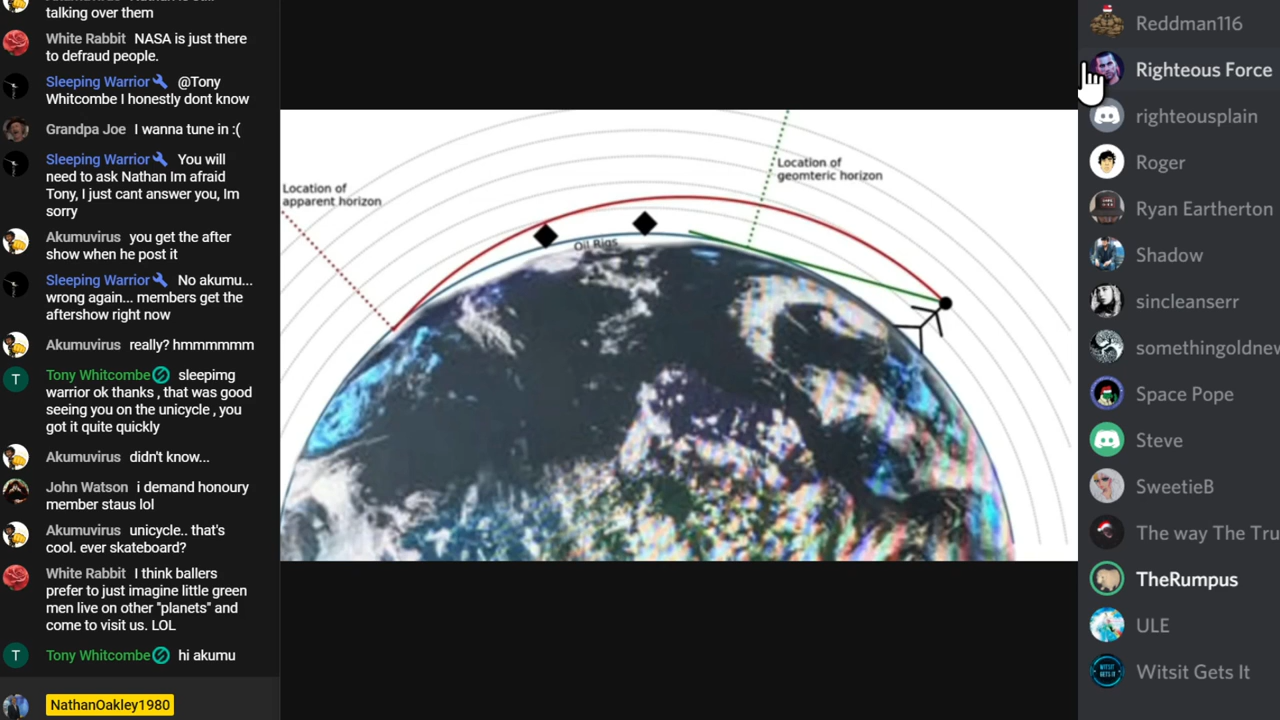 talking over them
White Rabbit NASA is just there
to defraud people.
Sleeping Warrior @Tony
Whitcombe I honestly dont know
Grandpa Joe I wanna tune in :(
Sleeping Warrior You will
need to ask Nathan Im afraid
Tony, I just cant answer you, Im
sorry
Akumuvirus you get the after
show when he post it
Sleeping Warrior No akumu...
wrong again... members get the
aftershow right now
Akumuvirus really? hmmmmmm
Tony Whitcombe sleepimg
warrior ok thanks , that was good
seeing you on the unicycle , you
got it quite quickly
Akumuvirus didn't know...
John Watson i demand honoury
member staus lol
Akumuvirus unicycle.. that's
cool. ever skateboard?
White Rabbit I think ballers
prefer to just imagine little green
men live on other "planets" and
come to visit us. LOL
T Tony Whitcombe hi akumu
NathanOakley1980
Location of
apparent horizon
Oil Rigs
Location of
geomteric horizon
Reddman116
Righteous Force
righteousplain
Roger
Ryan Eartherton
Shadow
sincleanserr
somethingoldnew
Space Pope
Steve
SweetieB
The way The Tru
TheRumpus
ULE
Witsit Gets It